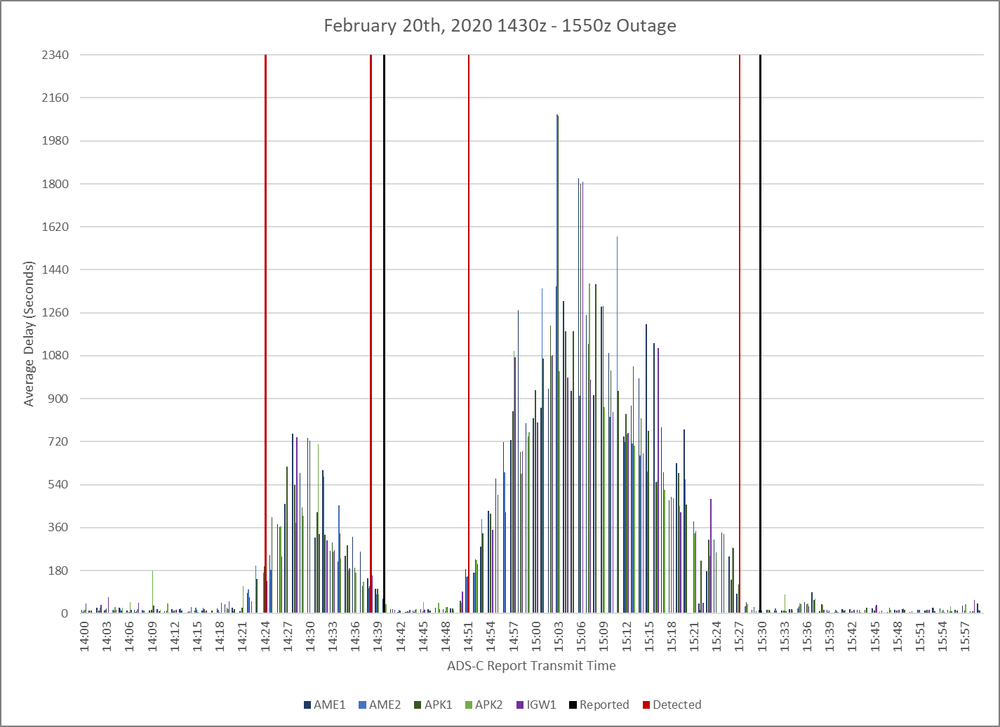 February 20th, 2020 1430z - 1550z Outage
2340
2160
1980
1800
1620
1440
1260
1080
900
720
540
360
180
0
Average Delay (Seconds)
14:00 14:03 14:06 14:09 14:12 14:15 14:18 14:21 14:24 14:27 14:30 14:33 14:36 14:39 14:42 14:45 14:48 14:51 14:54 14:57 15:00 15:03 15:06 15:09 15:12 15:15 15:18 15:21 15:24 15:27 15:30 15:33 15:36 15:39 15:42 15:45 15:48 15:51 15:54 15:57
ADS-C Report Transmit Time
AME1 AME2 APK1 APK2 IGW1 Reported Detected